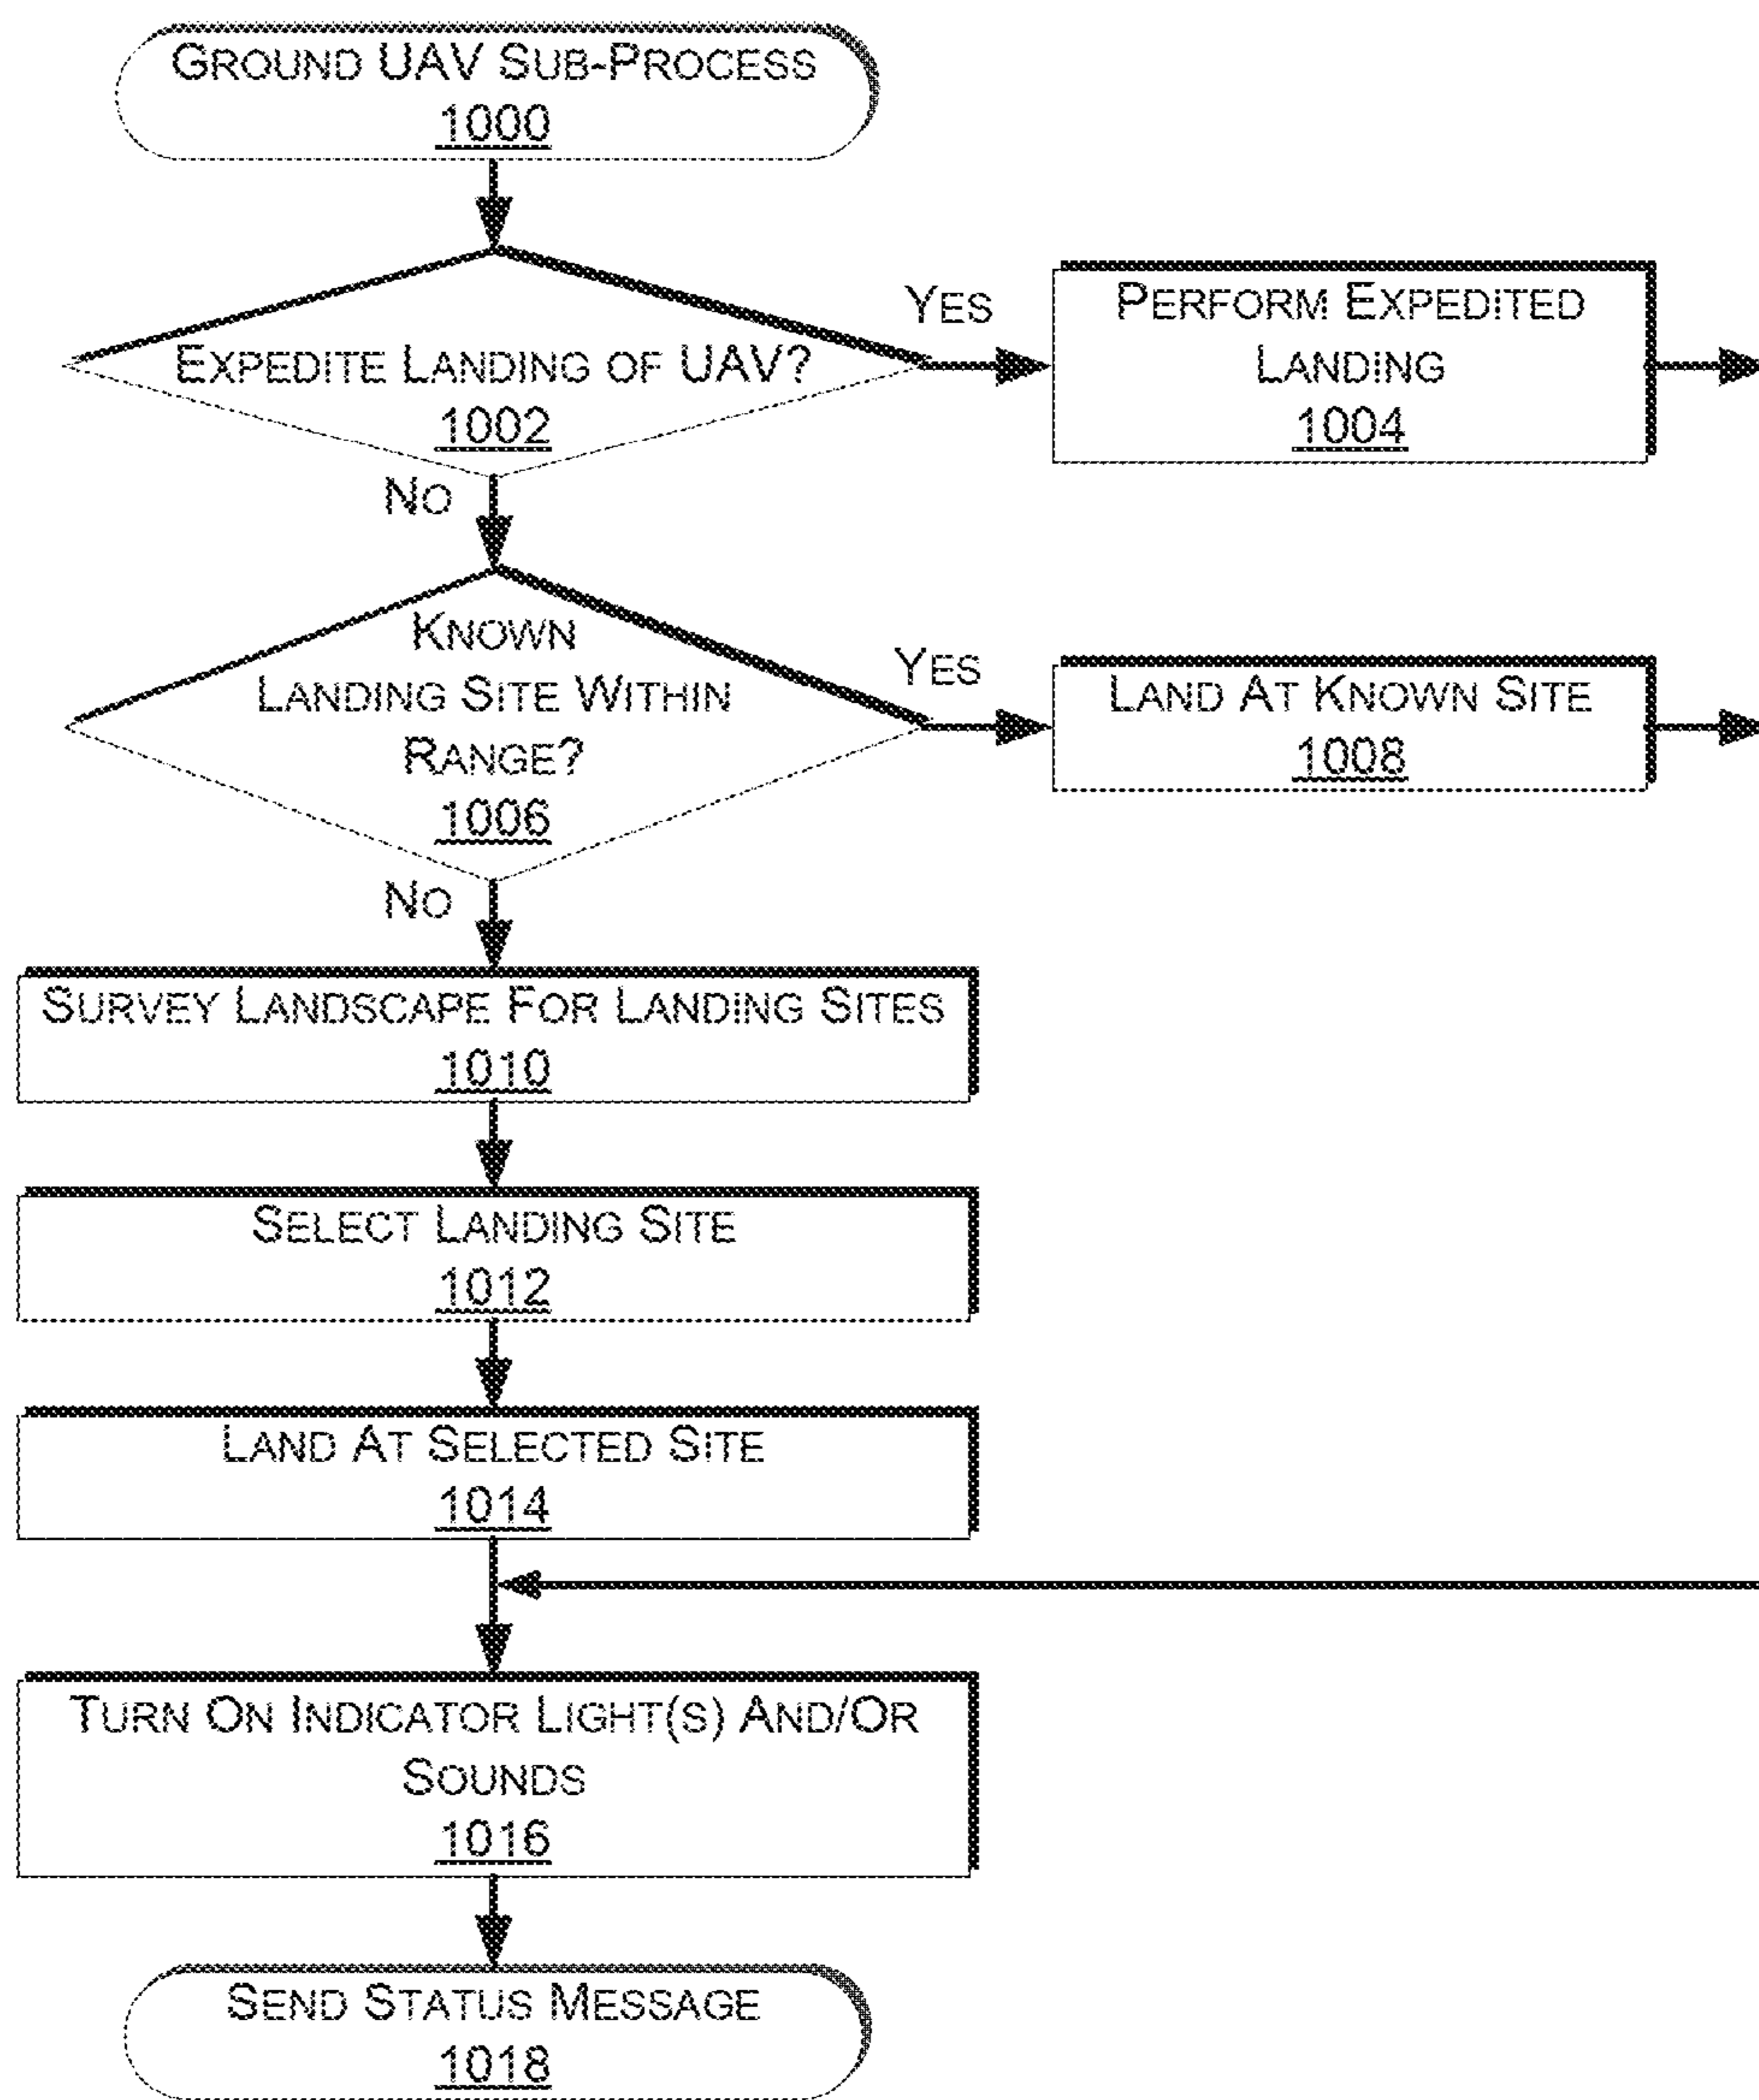 GROUND UAV SUB-PROCESS
1000
EXPEDITE LANDING OF UAV?
1002
YES
PERFORM EXPEDITED
LANDING
1004
NO
KNOWN
LANDING SITE WITHIN
RANGE?
1006
YES
LAND AT KNOWN SITE
1008
NO
SURVEY LANDSCAPE FOR LANDING SITES
1010
SELECT LANDING SITE
1012
LAND AT SELECTED SITE
1014
TURN ON INDICATOR LIGHT(S) AND/OR
SOUNDS
1016
SEND STATUS MESSAGE
1018